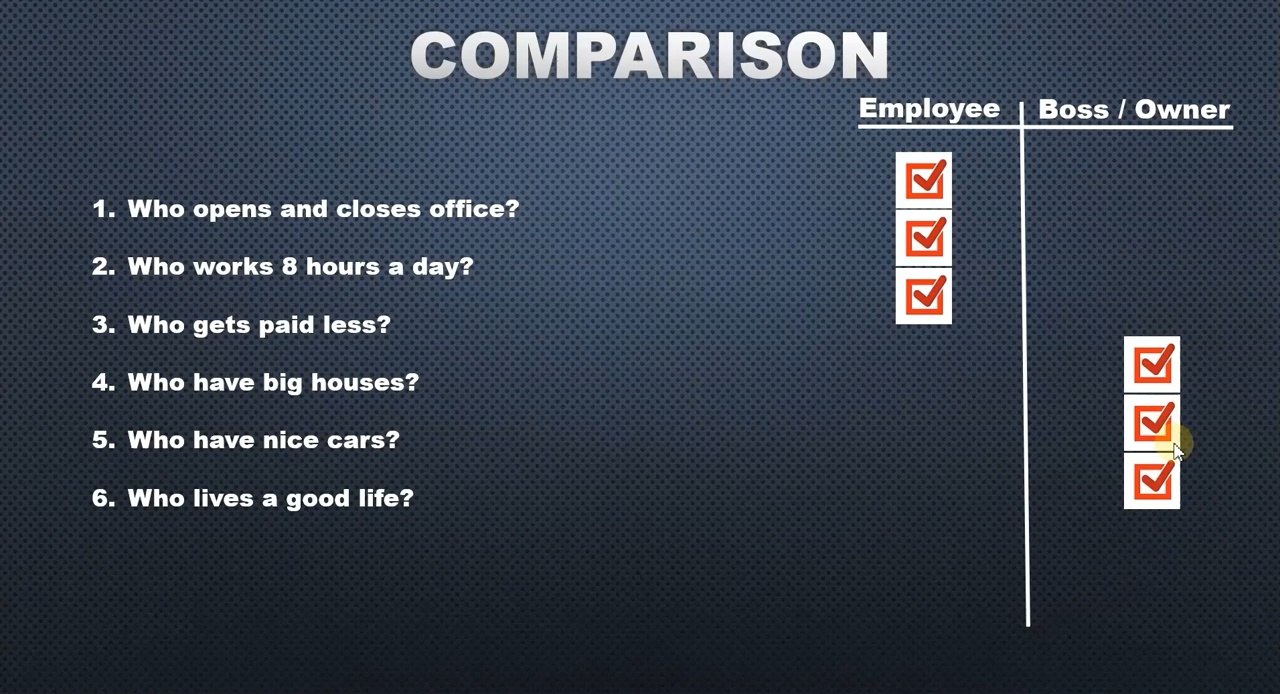 COMPARISON
Employee
Boss / Owner
1. Who opens and closes office?
2. Who works 8 hours a day?
3. Who gets paid less?
4. Who have big houses?
5. Who have nice cars?
6. Who lives a good life?